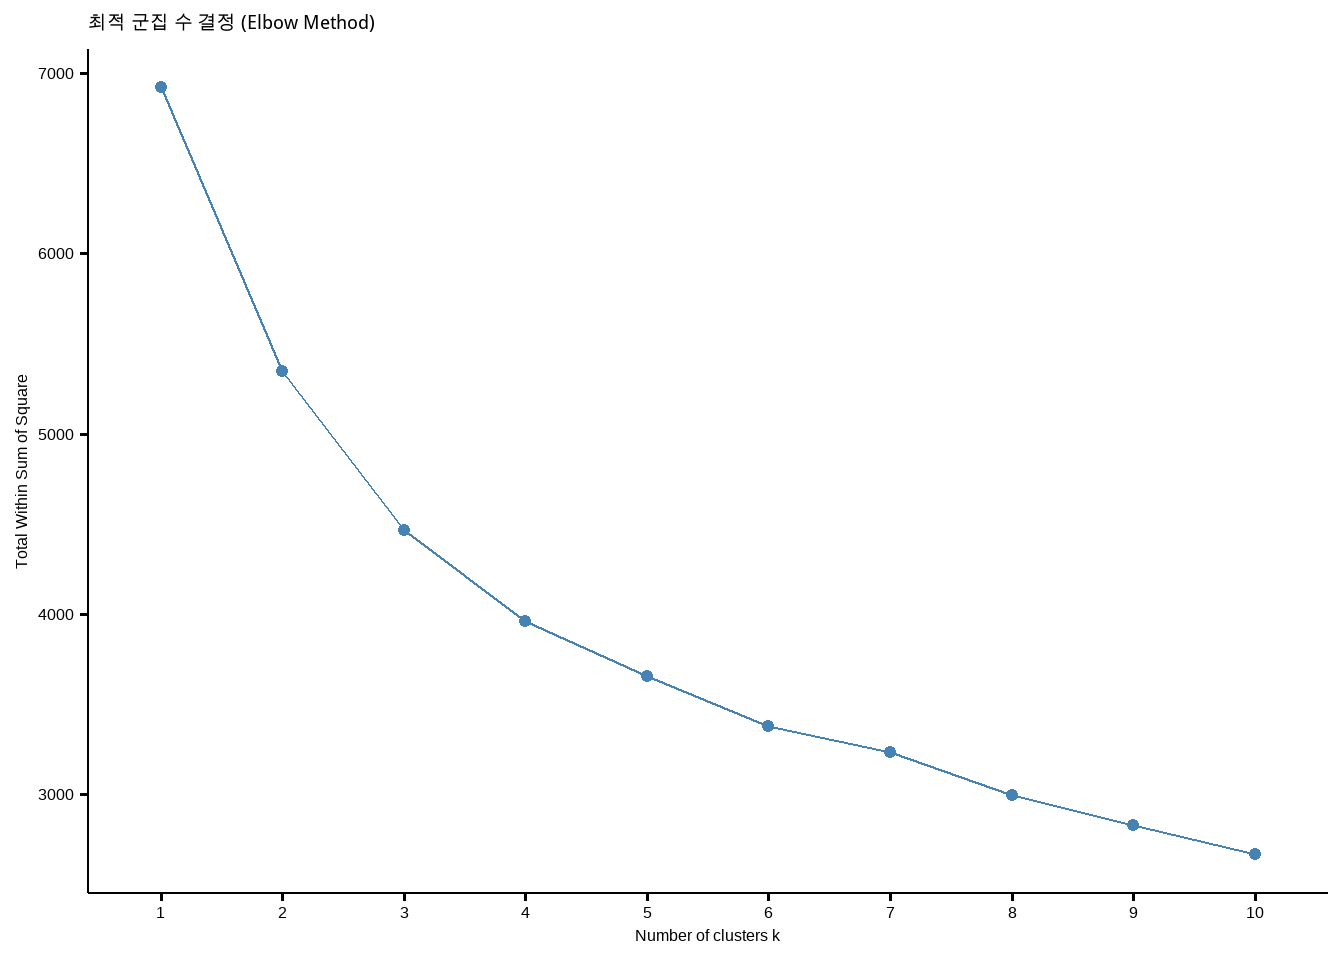 최적 군집 수 결정 (Elbow Method)
7000
6000
5000
4000
3000
Total Within Sum of Square
1 2 3 4 5 6 7 8 9 10
Number of clusters k